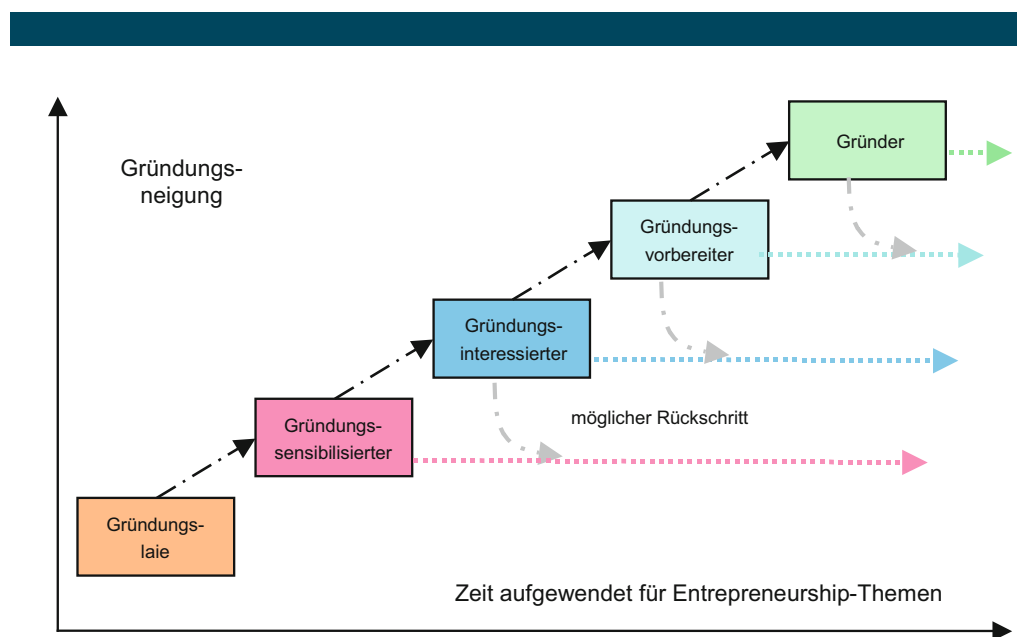 Gründungs-
neigung
Gründer
Gründungs-
vorbereiter
Gründungs-
interessierter
möglicher Rückschritt
Gründungs-
sensibilisierter
Gründungs-
laie
Zeit aufgewendet für Entrepreneurship-Themen